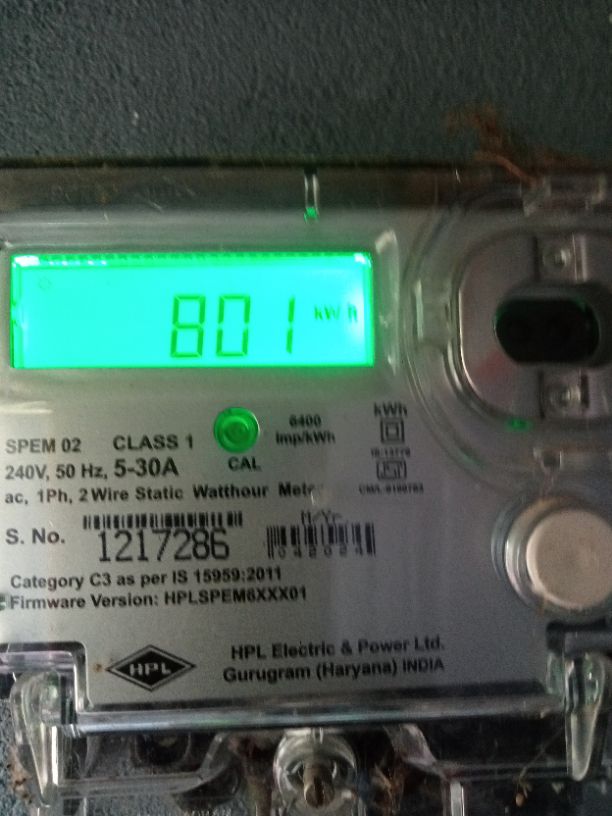 801 kWh
SPEM 02 CLASS 1
6400
imp/kWh
kWh
240V, 50 Hz, 5-30A
CAL
ac, 1Ph, 2 Wire Static Watthour
M/Yr
S. No. 1217286
042024
Category C3 as per IS 15959:2011
Firmware Version: HPLSPEM6XXX01
HPL
HPL Electric & Power Ltd.
Gurugram (Haryana) INDIA